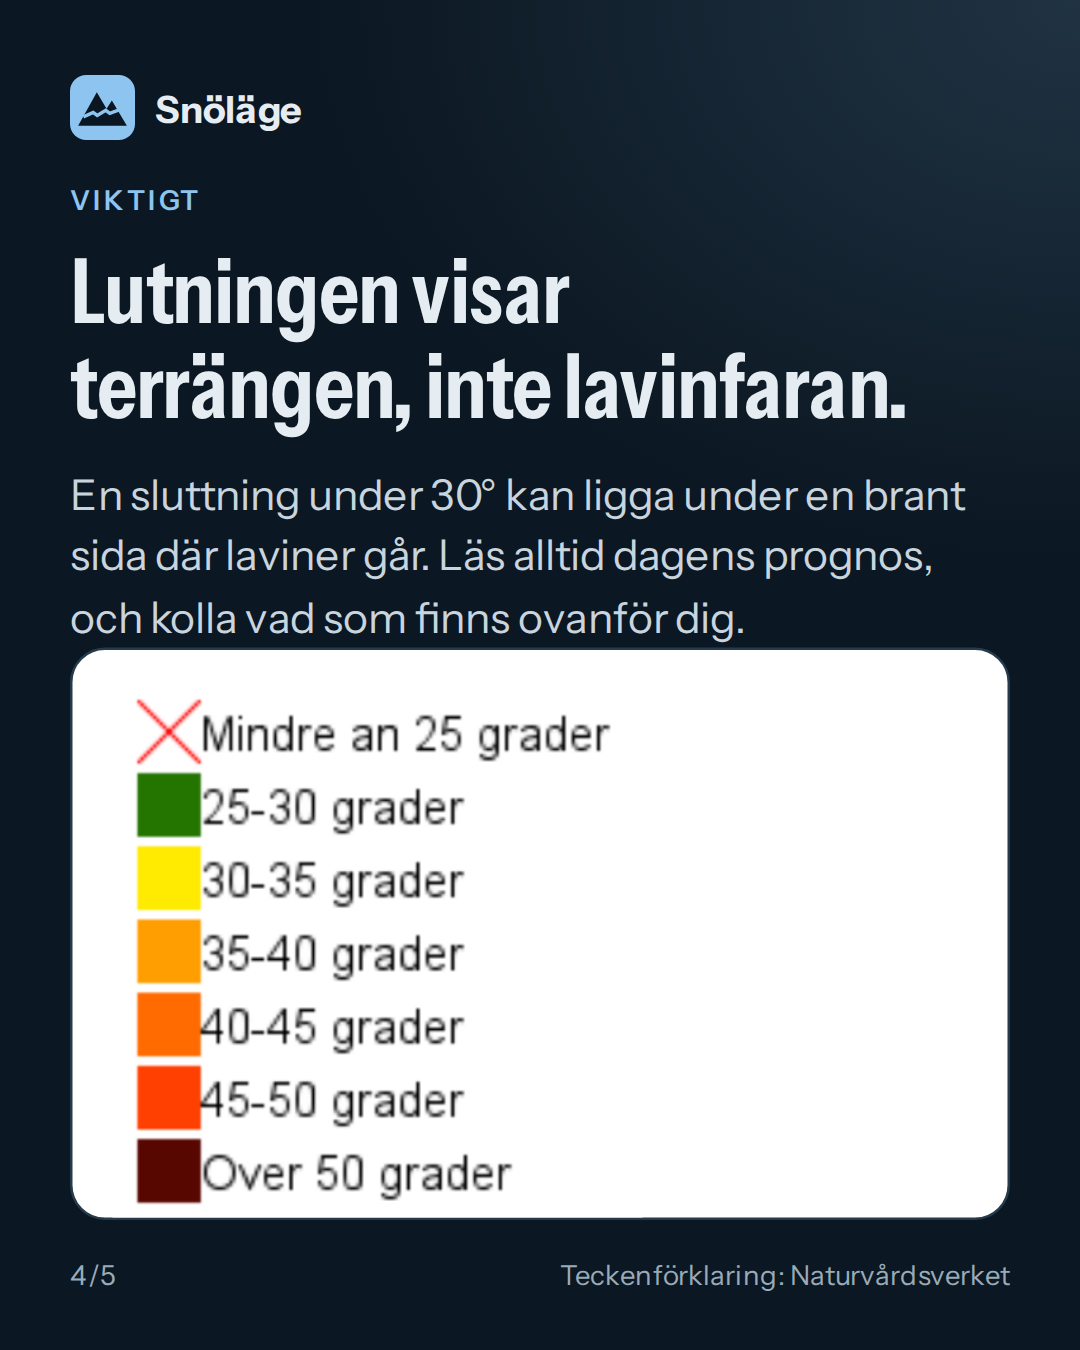 Snöläge
VIKTIGT
Lutningen visar
terrängen, inte lavinfaran.
En sluttning under 30° kan ligga under en brant
sida där laviner går. Läs alltid dagens prognos,
och kolla vad som finns ovanför dig.
Mindre an 25 grader
25-30 grader
30-35 grader
35-40 grader
40-45 grader
45-50 grader
Over 50 grader
4/5
Teckenförklaring: Naturvårdsverket